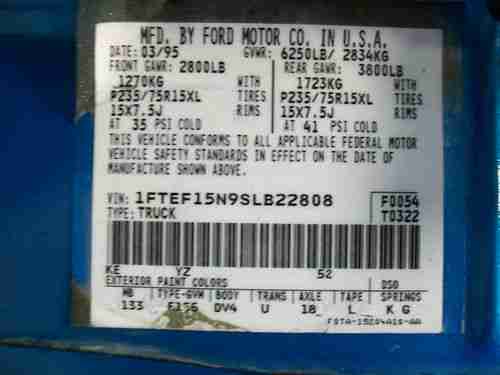 MFD. BY FORD MOTOR CO. IN U.S.A.
DATE: 03/95 GVWR: 6250LB/ 2834KG
FRONT GAWR: 2800LB REAR GAWR: 3800LB
1270KG WITH 1723KG WITH
P235/75R15XL TIRES P235/75R15XL TIRES
15X7.5J RIMS 15X7.5J RIMS
AT 35 PSI COLD AT 41 PSI COLD
THIS VEHICLE CONFORMS TO ALL APPLICABLE FEDERAL MOTOR
VEHICLE SAFETY STANDARDS IN EFFECT ON THE DATE OF
MANUFACTURE SHOWN ABOVE.
VIN: 1FTEF15N9SLB22808 F0054
TYPE: TRUCK T0322
KE YZ 52
EXTERIOR PAINT COLORS DSO
WB TYPE-GVW BODY TRANS AXLE TAPE SPRINGS
133 F156 DV4 U 18 L KG